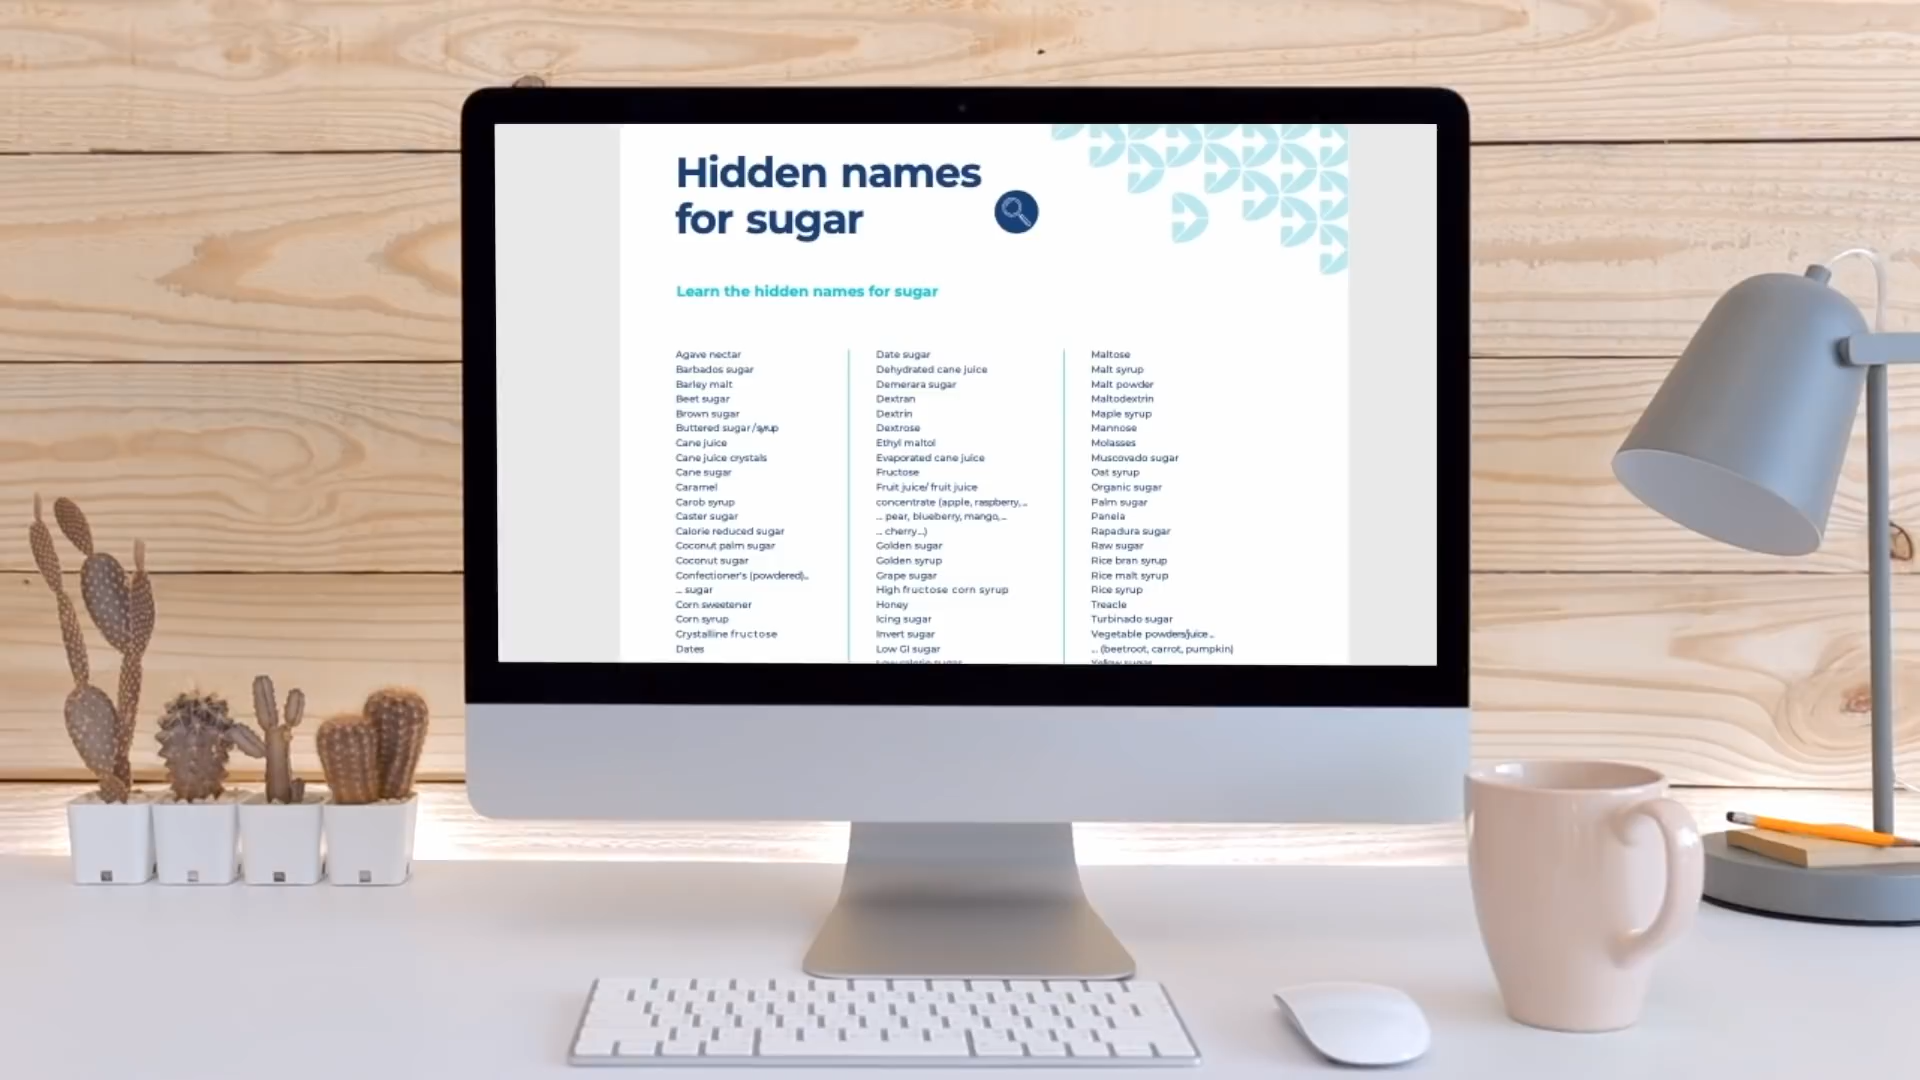 Hidden names
for sugar
Learn the hidden names for sugar
Agave nectar
Barbados sugar
Barley malt
Beet sugar
Brown sugar
Buttered sugar/syrup
Cane juice
Cane juice crystals
Cane sugar
Caramel
Carob syrup
Caster sugar
Calorie reduced sugar
Coconut palm sugar
Coconut sugar
Confectioner's (powdered)...
... sugar
Corn sweetener
Corn syrup
Crystalline fructose
Dates
Date sugar
Dehydrated cane juice
Demerara sugar
Dextran
Dextrin
Dextrose
Ethyl maltol
Evaporated cane juice
Fructose
Fruit juice/ fruit juice
concentrate (apple, raspberry,...
... pear, blueberry, mango,...
... cherry...)
Golden sugar
Golden syrup
Grape sugar
High fructose corn syrup
Honey
Icing sugar
Invert sugar
Low GI sugar
Low calorie sugar
Maltose
Malt syrup
Malt powder
Maltodextrin
Maple syrup
Mannose
Molasses
Muscovado sugar
Oat syrup
Organic sugar
Palm sugar
Panela
Rapadura sugar
Raw sugar
Rice bran syrup
Rice malt syrup
Rice syrup
Treacle
Turbinado sugar
Vegetable powders/juice...
... (beetroot, carrot, pumpkin)
Yellow sugar